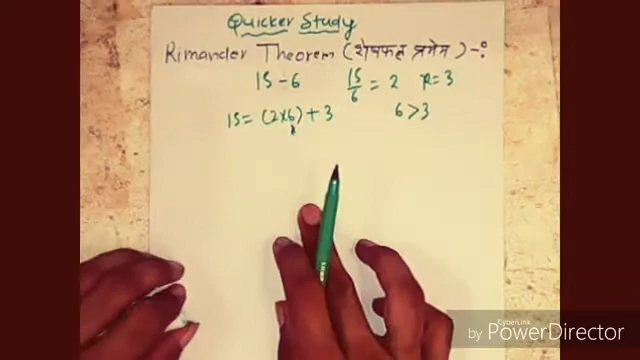 Quicker Study
Rimander Theorem (शेषफल प्रमेय) -:
15 - 6 15/6 = 2 R = 3
15 = (2×6) + 3 6 > 3
CyberLink
by PowerDirector